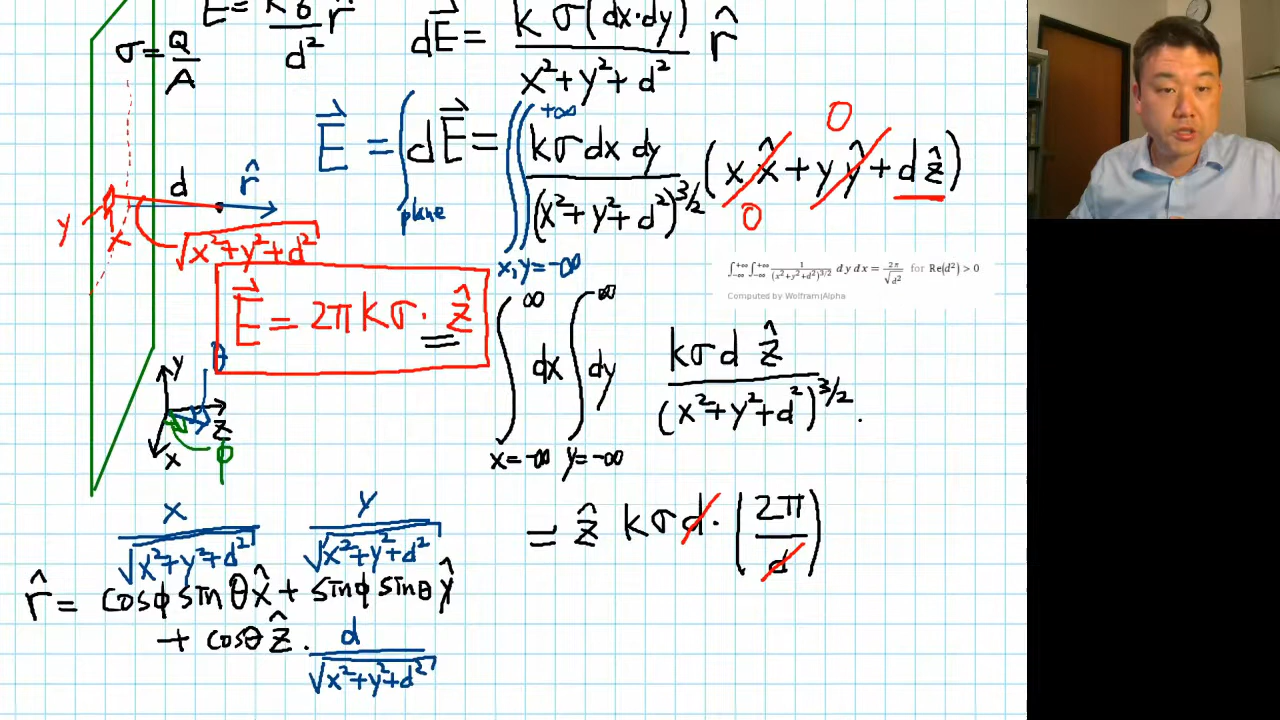 E = kσ/d² r̂
dE⃗ = kσ(dx·dy)/(x²+y²+d²) r̂
σ = Q/A
E⃗ = ∫plane dE⃗ = ∫∫ x,y=-∞ +∞ kσ dx dy/(x²+y²+d²)^3/2 (x x̂ + y ŷ + d ẑ)
0
0
d
r̂
y
x
√x²+y²+d²
∫-∞+∞ ∫-∞+∞ 1/(x²+y²+d²)^3/2 dy dx = 2π/√d² for Re(d²) > 0
Computed by Wolfram|Alpha
E⃗ = 2πkσ · ẑ
∫x=-∞ ∞ dx ∫y=-∞ ∞ dy kσd ẑ/(x²+y²+d²)^3/2 .
y
θ
z
x
φ
= ẑ kσd · (2π/d)
x/√x²+y²+d²
y/√x²+y²+d²
r̂ = cosφ sinθ x̂ + sinφ sinθ ŷ
+ cosθ ẑ . d/√x²+y²+d²